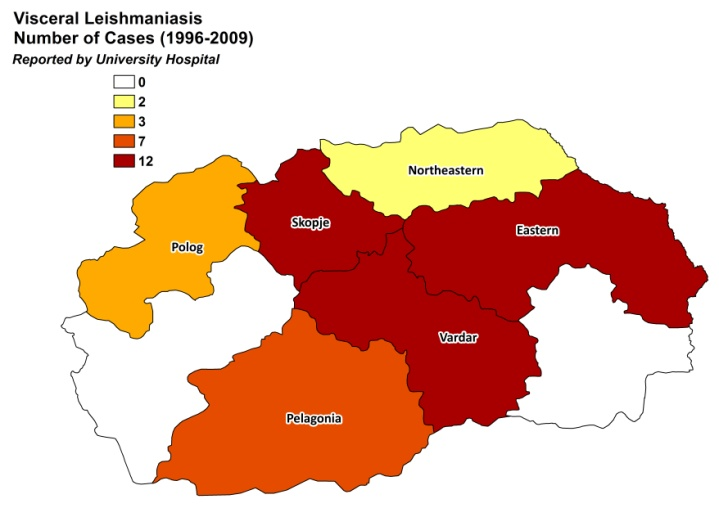 Visceral Leishmaniasis
Number of Cases (1996-2009)
Reported by University Hospital
0
2
3
7
12
Northeastern
Skopje
Eastern
Polog
Vardar
Pelagonia